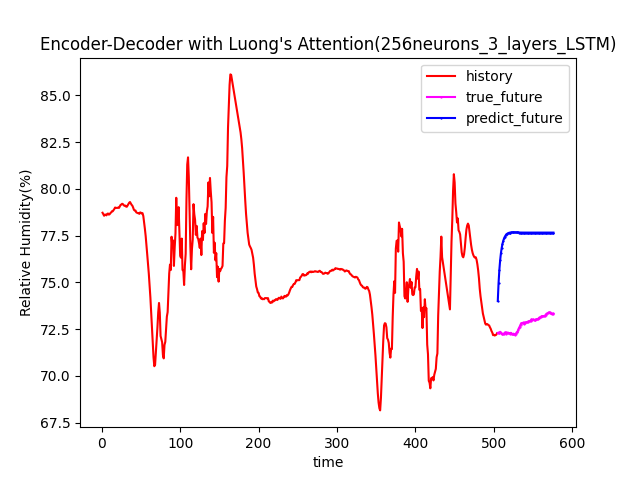 Encoder-Decoder with Luong's Attention(256neurons_3_layers_LSTM)
history
true_future
predict_future
Relative Humidity(%)
85.0
82.5
80.0
77.5
75.0
72.5
70.0
67.5
0 100 200 300 400 500 600
time